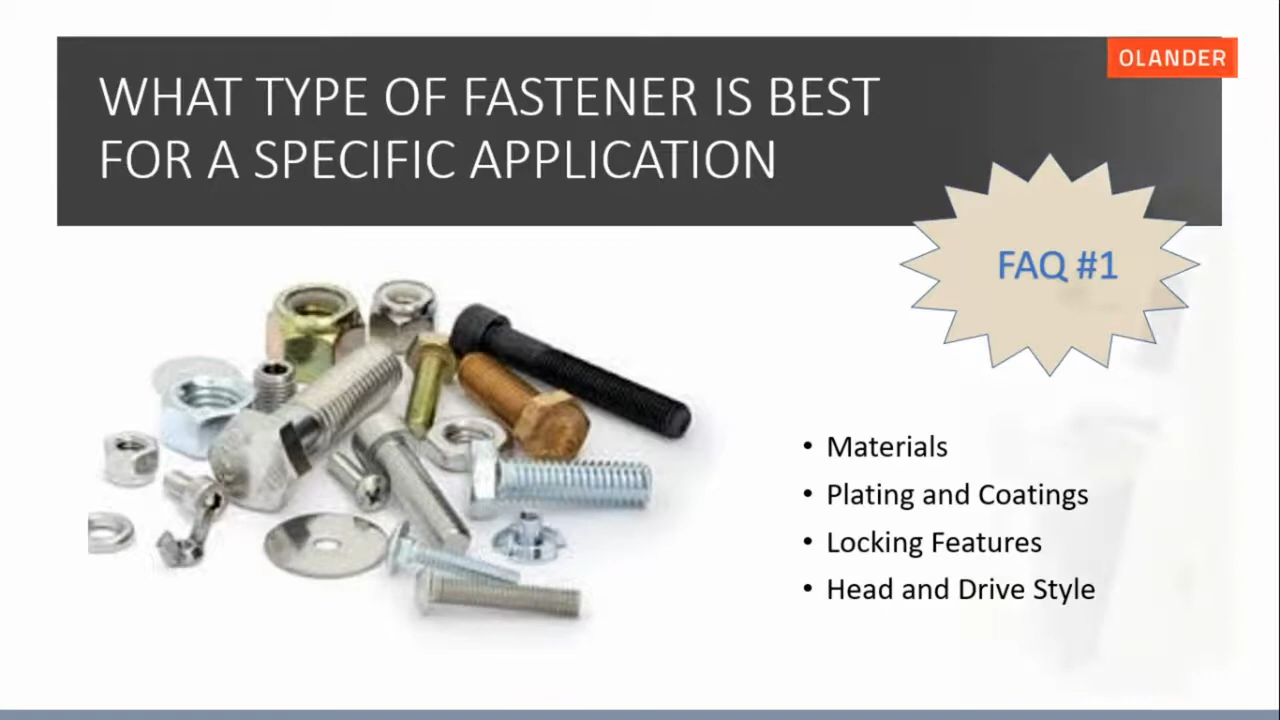 OLANDER
WHAT TYPE OF FASTENER IS BEST
FOR A SPECIFIC APPLICATION
FAQ #1
• Materials
• Plating and Coatings
• Locking Features
• Head and Drive Style